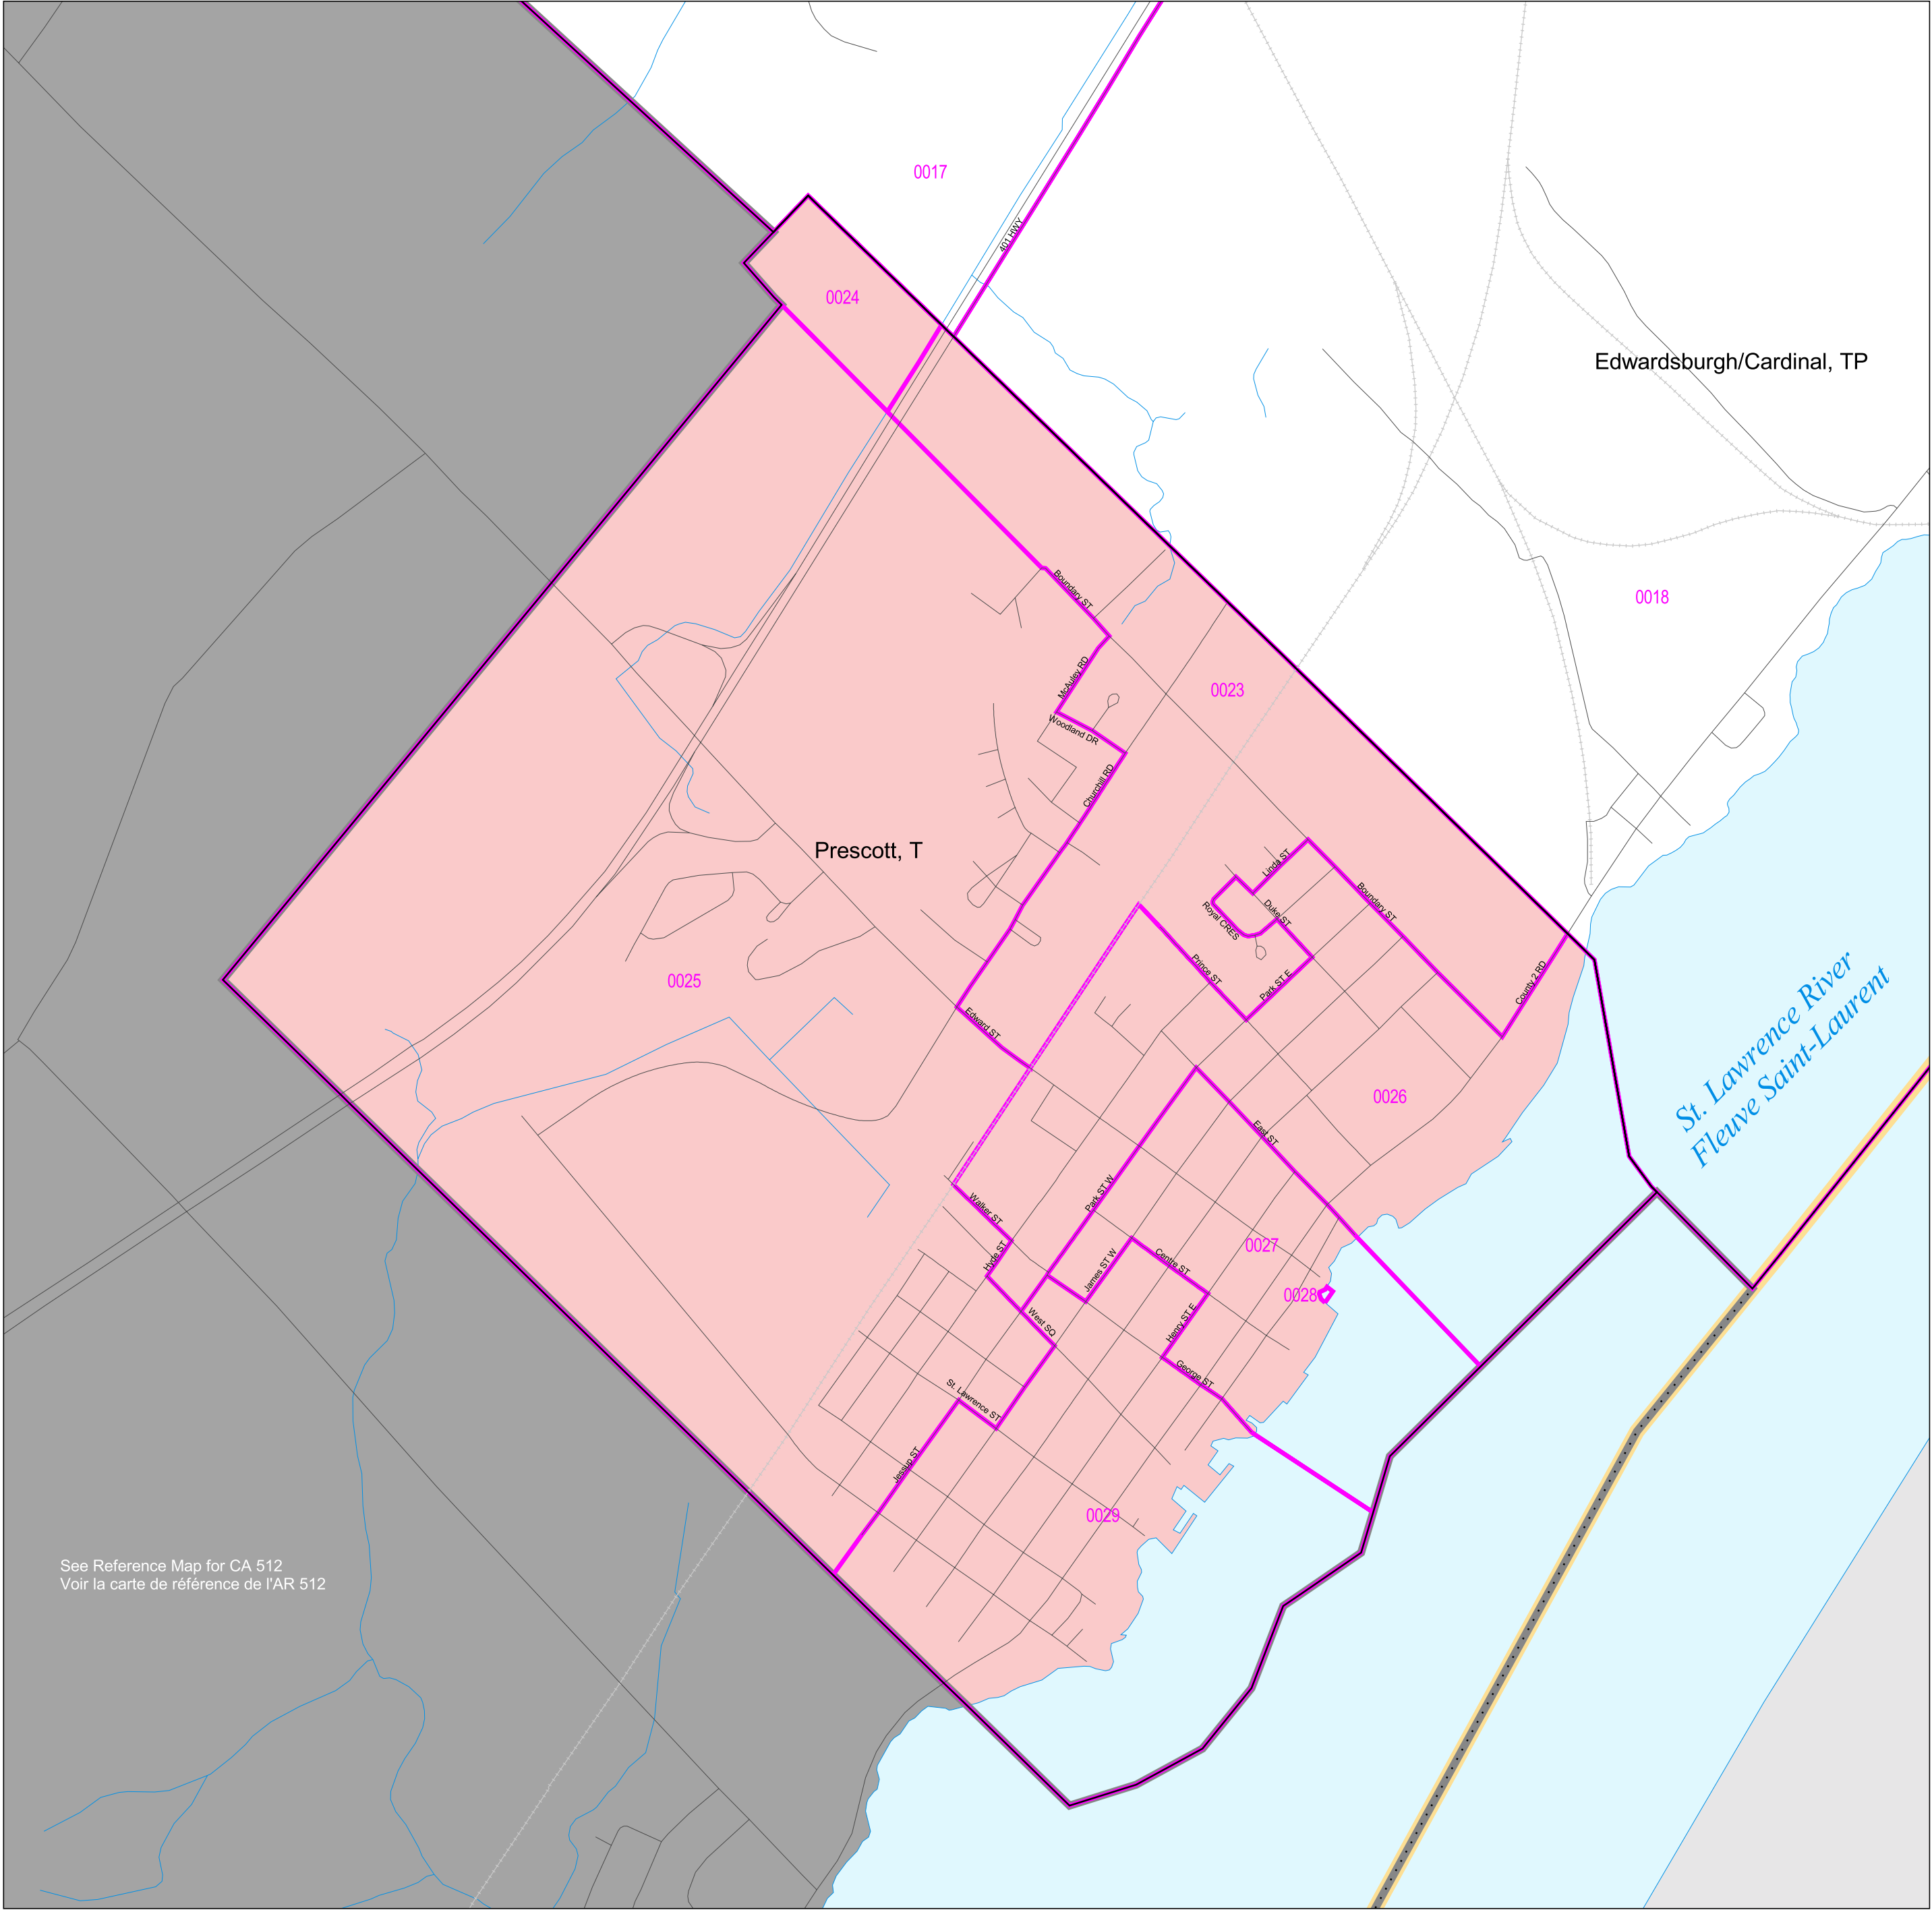 0017
401 HWY
0024
Edwardsburgh/Cardinal, TP
Boundary ST
0018
McAuley RD
0023
Woodland DR
Churchill RD
Prescott, T
Linda ST
Boundary ST
Duke ST
Royal CRES
Prince ST
Park ST E
0025
County 2 RD
Edward ST
St. Lawrence River
Fleuve Saint-Laurent
0026
East ST
Park ST W
Walker ST
Hyde ST
0027
Centre ST
James ST W
0028
West SQ
Henry ST E
George ST
St. Lawrence ST
Jessup ST
0029
See Reference Map for CA 512
Voir la carte de référence de l'AR 512